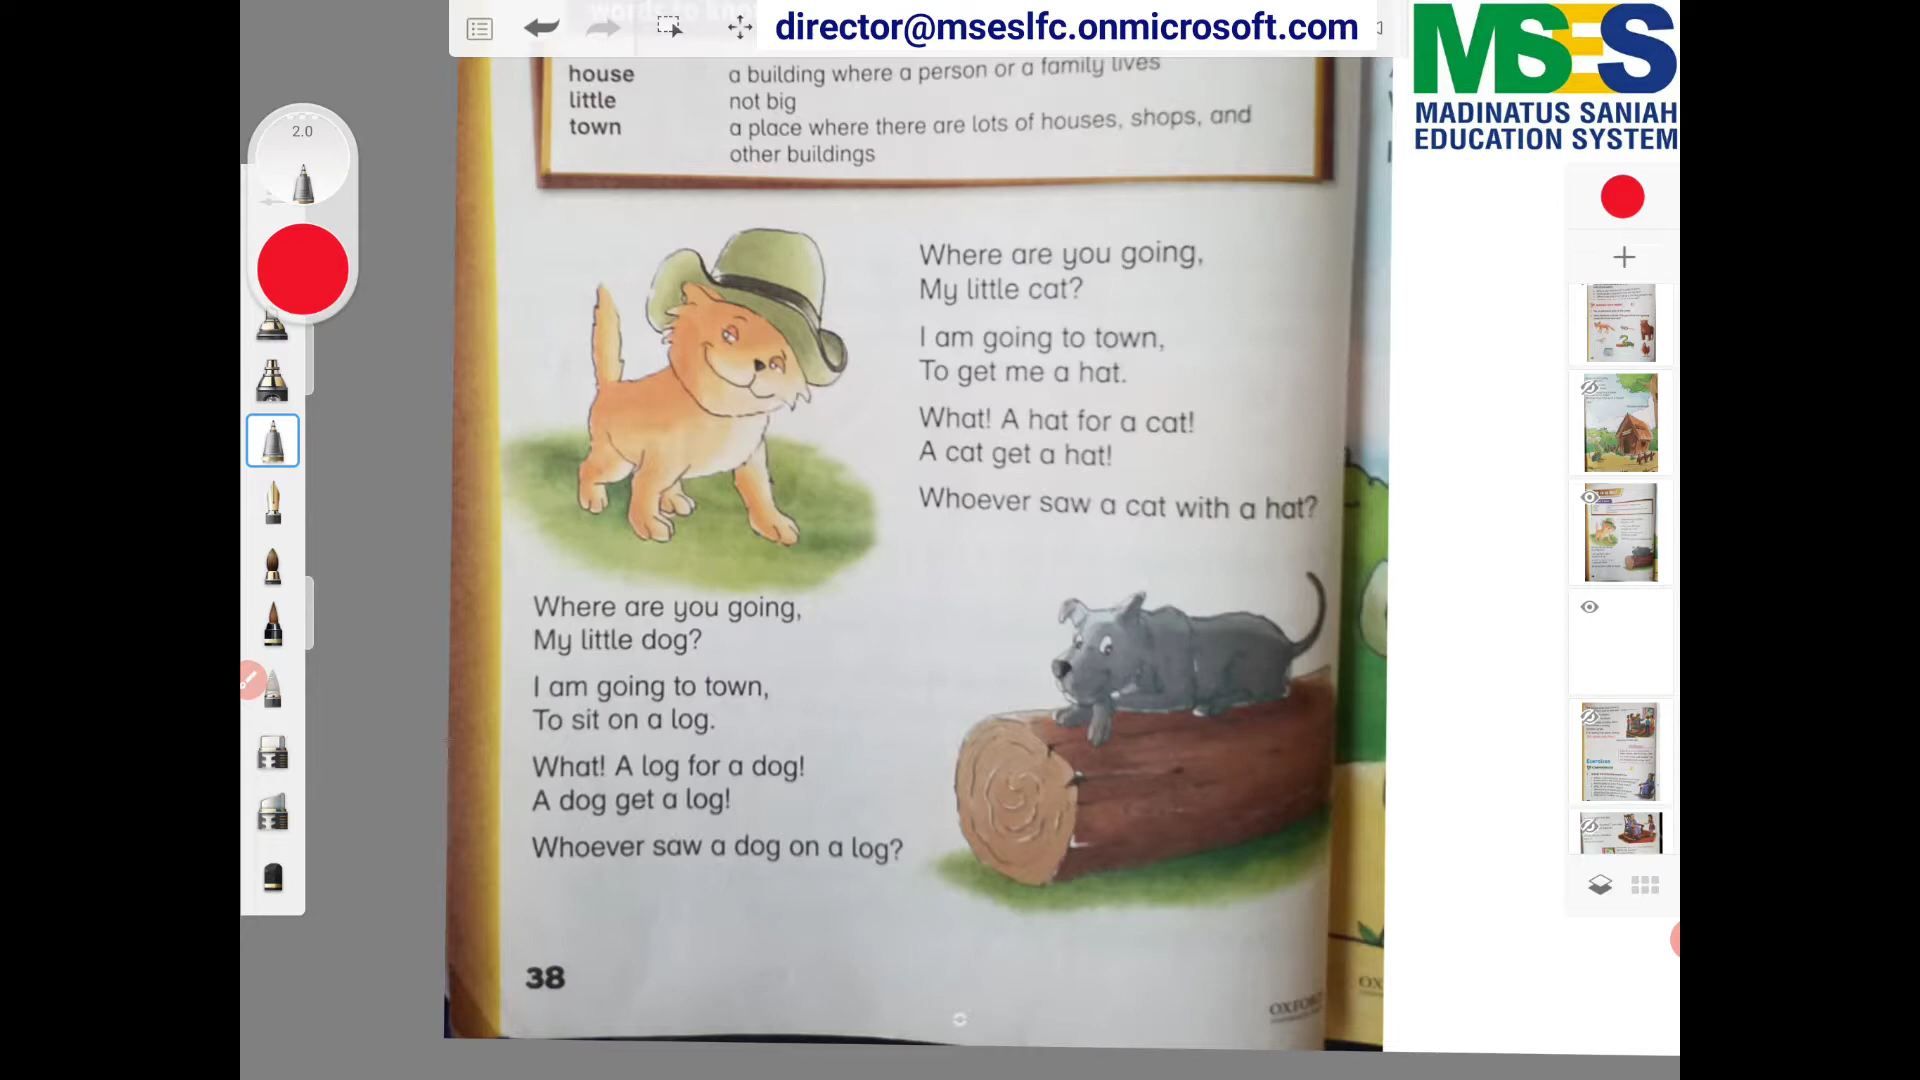 words to know
director@mseslfc.onmicrosoft.com
MSES
MADINATUS SANIAH
EDUCATION SYSTEM
2.0
house a building where a person or a family lives
little not big
town a place where there are lots of houses, shops, and
other buildings
Where are you going,
My little cat?
I am going to town,
To get me a hat.
What! A hat for a cat!
A cat get a hat!
Whoever saw a cat with a hat?
Where are you going,
My little dog?
I am going to town,
To sit on a log.
What! A log for a dog!
A dog get a log!
Whoever saw a dog on a log?
38